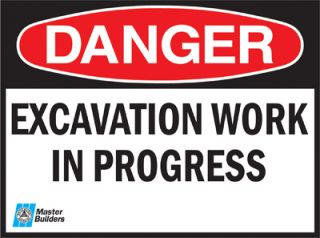 DANGER
EXCAVATION WORK
IN PROGRESS
Master
Builders